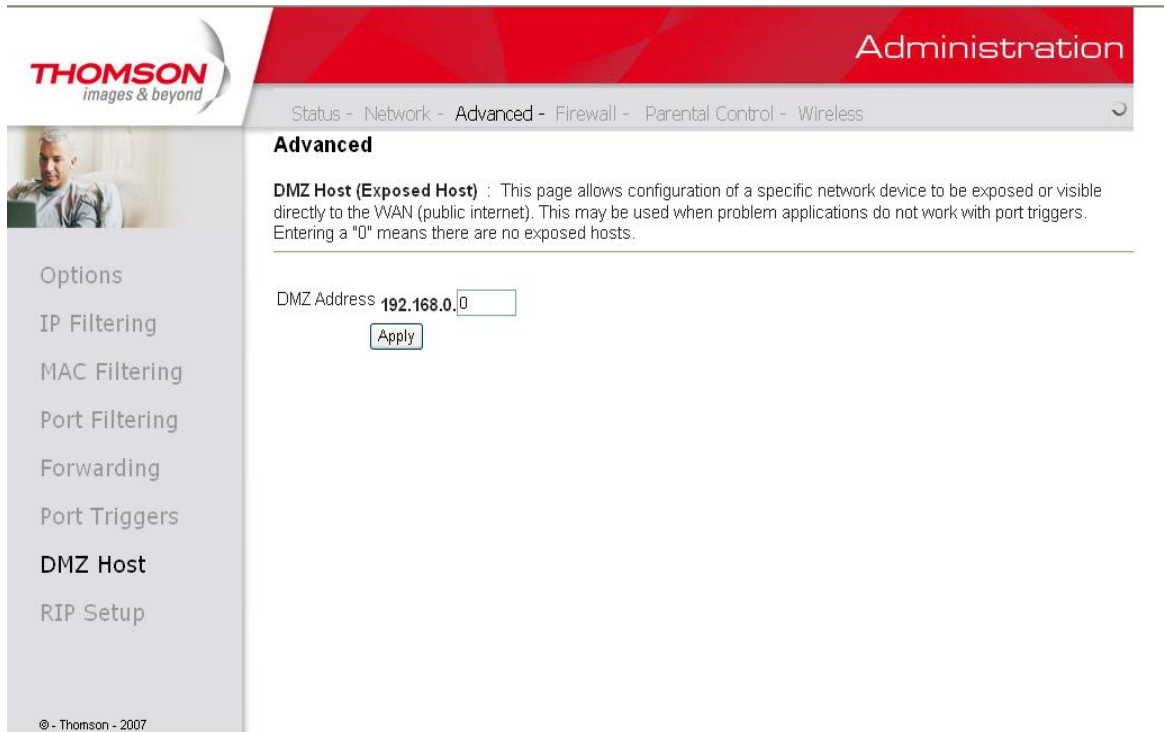 Administration
THOMSON
images & beyond
Status - Network - Advanced - Firewall - Parental Control - Wireless
Advanced
DMZ Host (Exposed Host) : This page allows configuration of a specific network device to be exposed or visible
directly to the WAN (public internet). This may be used when problem applications do not work with port triggers.
Entering a "0" means there are no exposed hosts.
DMZ Address 192.168.0.0
Apply
Options
IP Filtering
MAC Filtering
Port Filtering
Forwarding
Port Triggers
DMZ Host
RIP Setup
© - Thomson - 2007